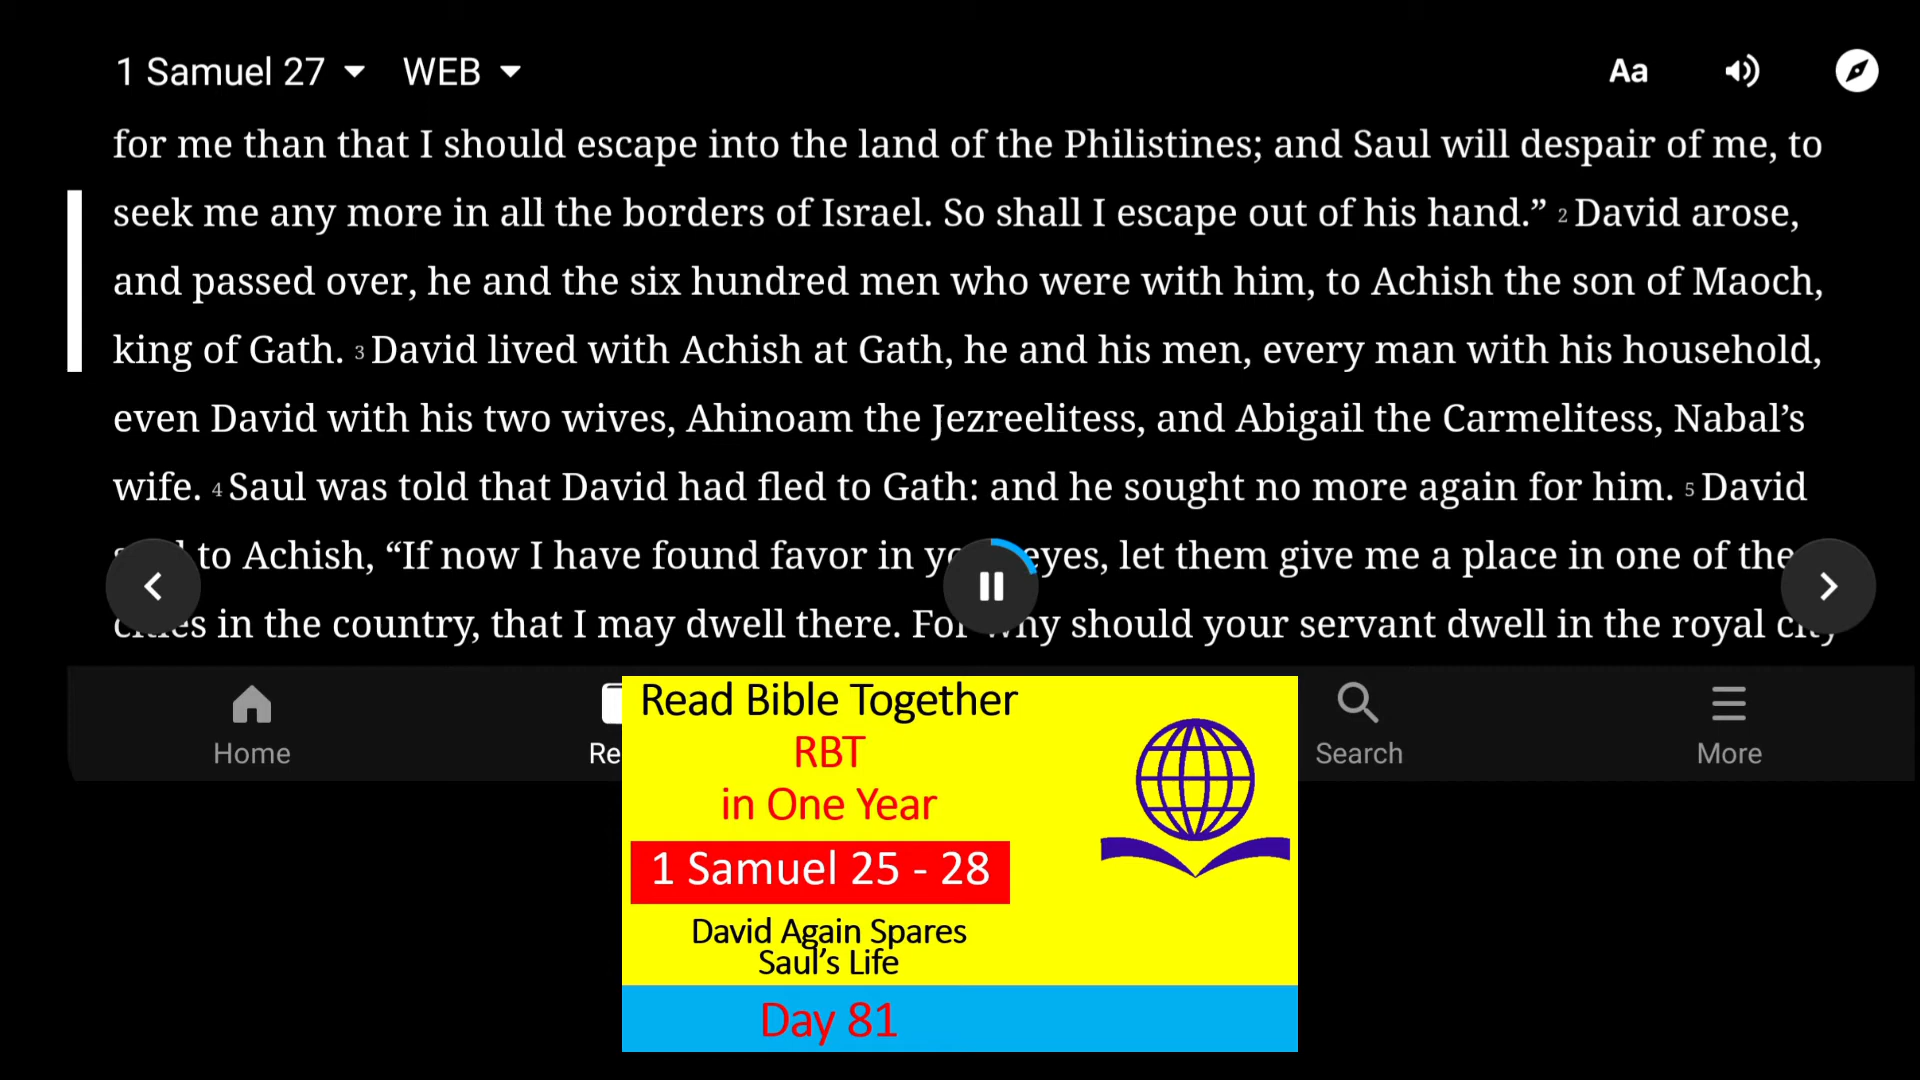 1 Samuel 27 WEB Aa
for me than that I should escape into the land of the Philistines; and Saul will despair of me, to
seek me any more in all the borders of Israel. So shall I escape out of his hand.” 2 David arose,
and passed over, he and the six hundred men who were with him, to Achish the son of Maoch,
king of Gath. 3 David lived with Achish at Gath, he and his men, every man with his household,
even David with his two wives, Ahinoam the Jezreelitess, and Abigail the Carmelitess, Nabal’s
wife. 4 Saul was told that David had fled to Gath: and he sought no more again for him. 5 David
to Achish, “If now I have found favor in eyes, let them give me a place in one of the
in the country, that I may dwell there. For why should your servant dwell in the royal city
Home
Search
More
Read Bible Together
RBT
in One Year
1 Samuel 25 - 28
David Again Spares
Saul’s Life
Day 81